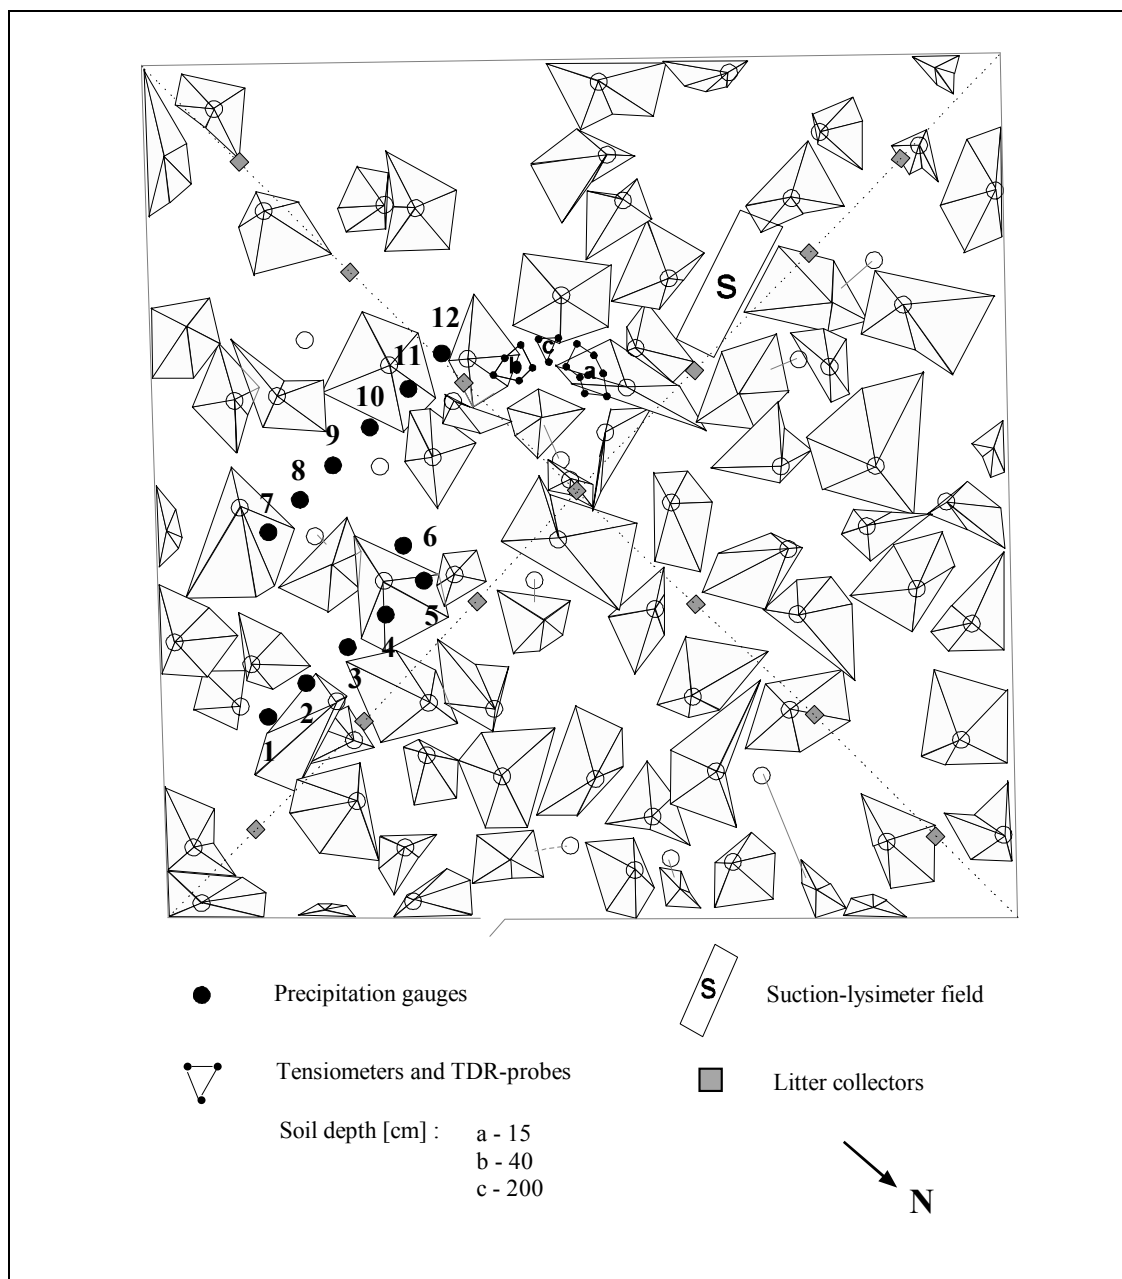 S
12
c
11
b
a
10
9
8
7
6
5
4
3
2
1
Precipitation gauges
S
Suction-lysimeter field
Tensiometers and TDR-probes
Litter collectors
Soil depth [cm] :
a - 15
b - 40
c - 200
N